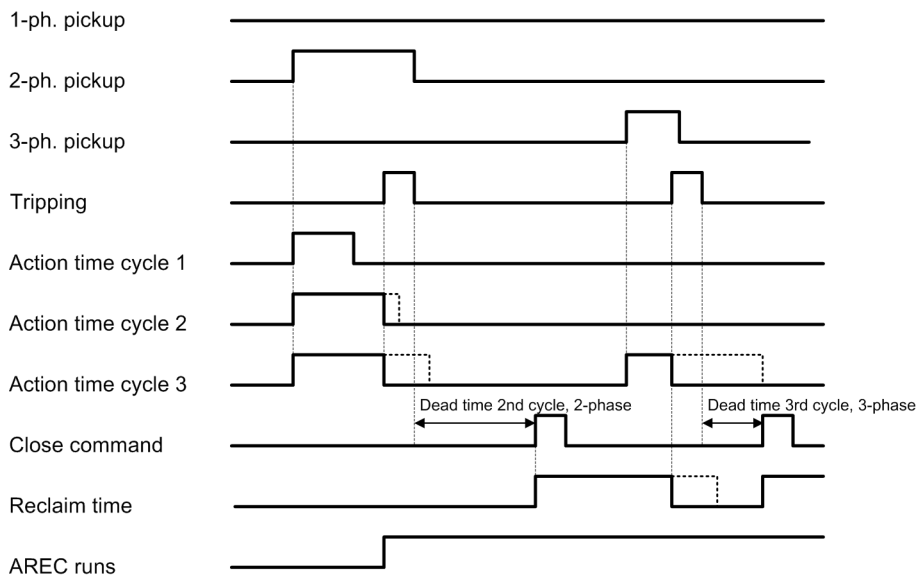 1-ph. pickup
2-ph. pickup
3-ph. pickup
Tripping
Action time cycle 1
Action time cycle 2
Action time cycle 3
Dead time 2nd cycle, 2-phase
Dead time 3rd cycle, 3-phase
Close command
Reclaim time
AREC runs